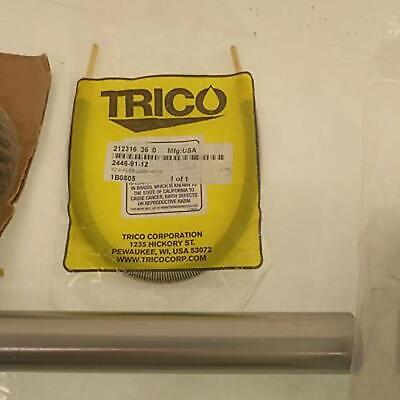 TRICO
212316 36 0 Mfg:USA
2446-91-12
1B0805 1 of 1
IN BRASS, WHICH IS KNOWN TO
THE STATE OF CALIFORNIA TO
CAUSE CANCER, BIRTH DEFECTS
OR REPRODUCTIVE HARM
TRICO CORPORATION
1235 HICKORY ST.
PEWAUKEE, WI, USA 53072
WWW.TRICOCORP.COM